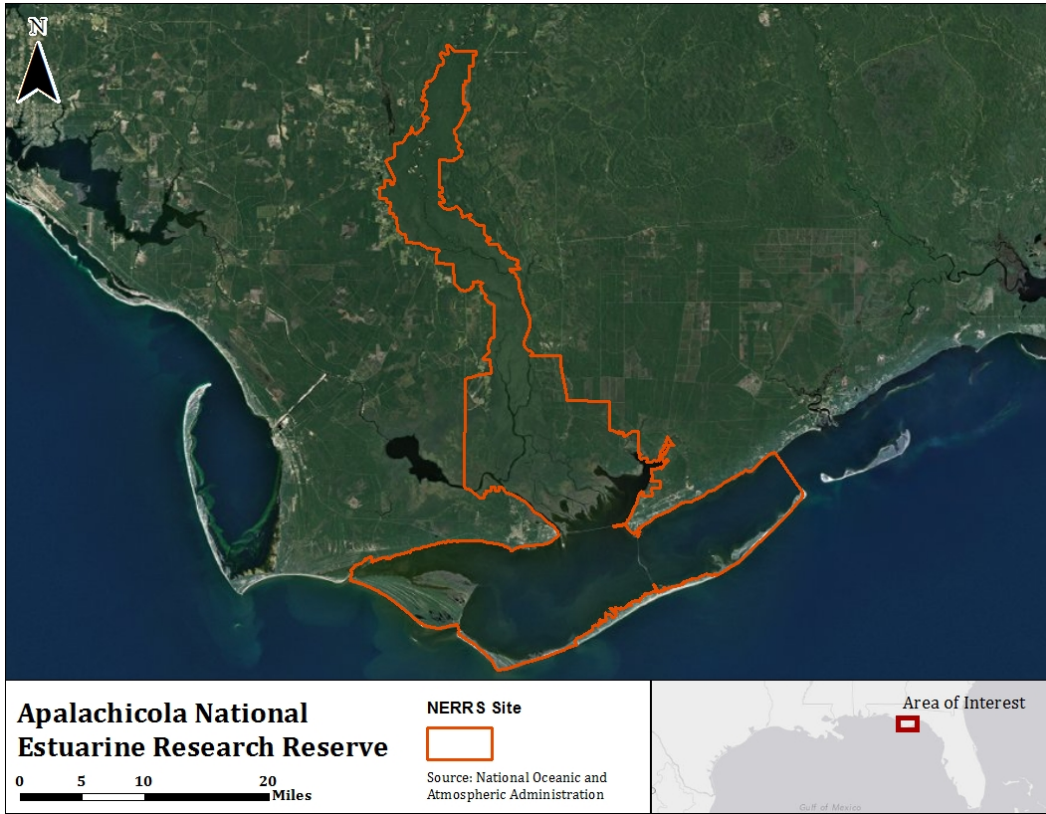 N
Apalachicola National
Estuarine Research Reserve
0 5 10 20
Miles
NERRS Site
Source: National Oceanic and
Atmospheric Administration
Area of Interest
Gulf of Mexico